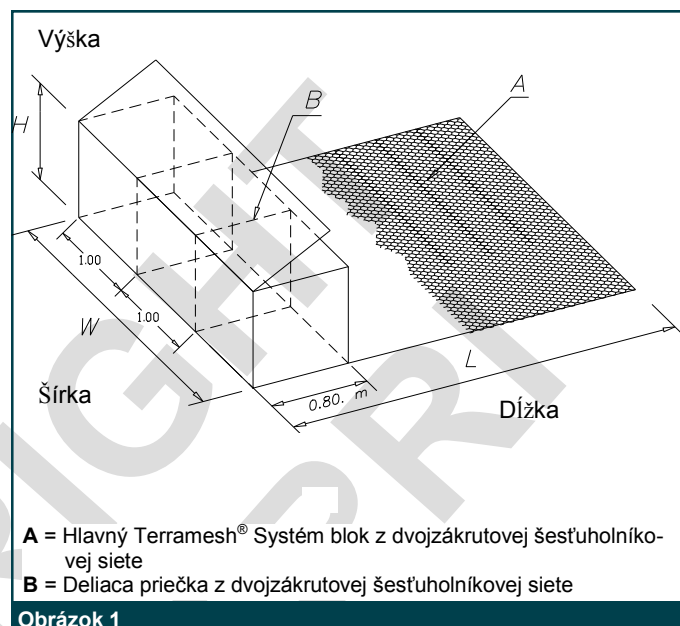 Výška
B
A
H
1.00
1.00
W
L
Šírka
0.80. m
Dĺžka
A = Hlavný Terramesh® Systém blok z dvojzákrutovej šesťuholníko-
vej siete
B = Deliaca priečka z dvojzákrutovej šesťuholníkovej siete
Obrázok 1